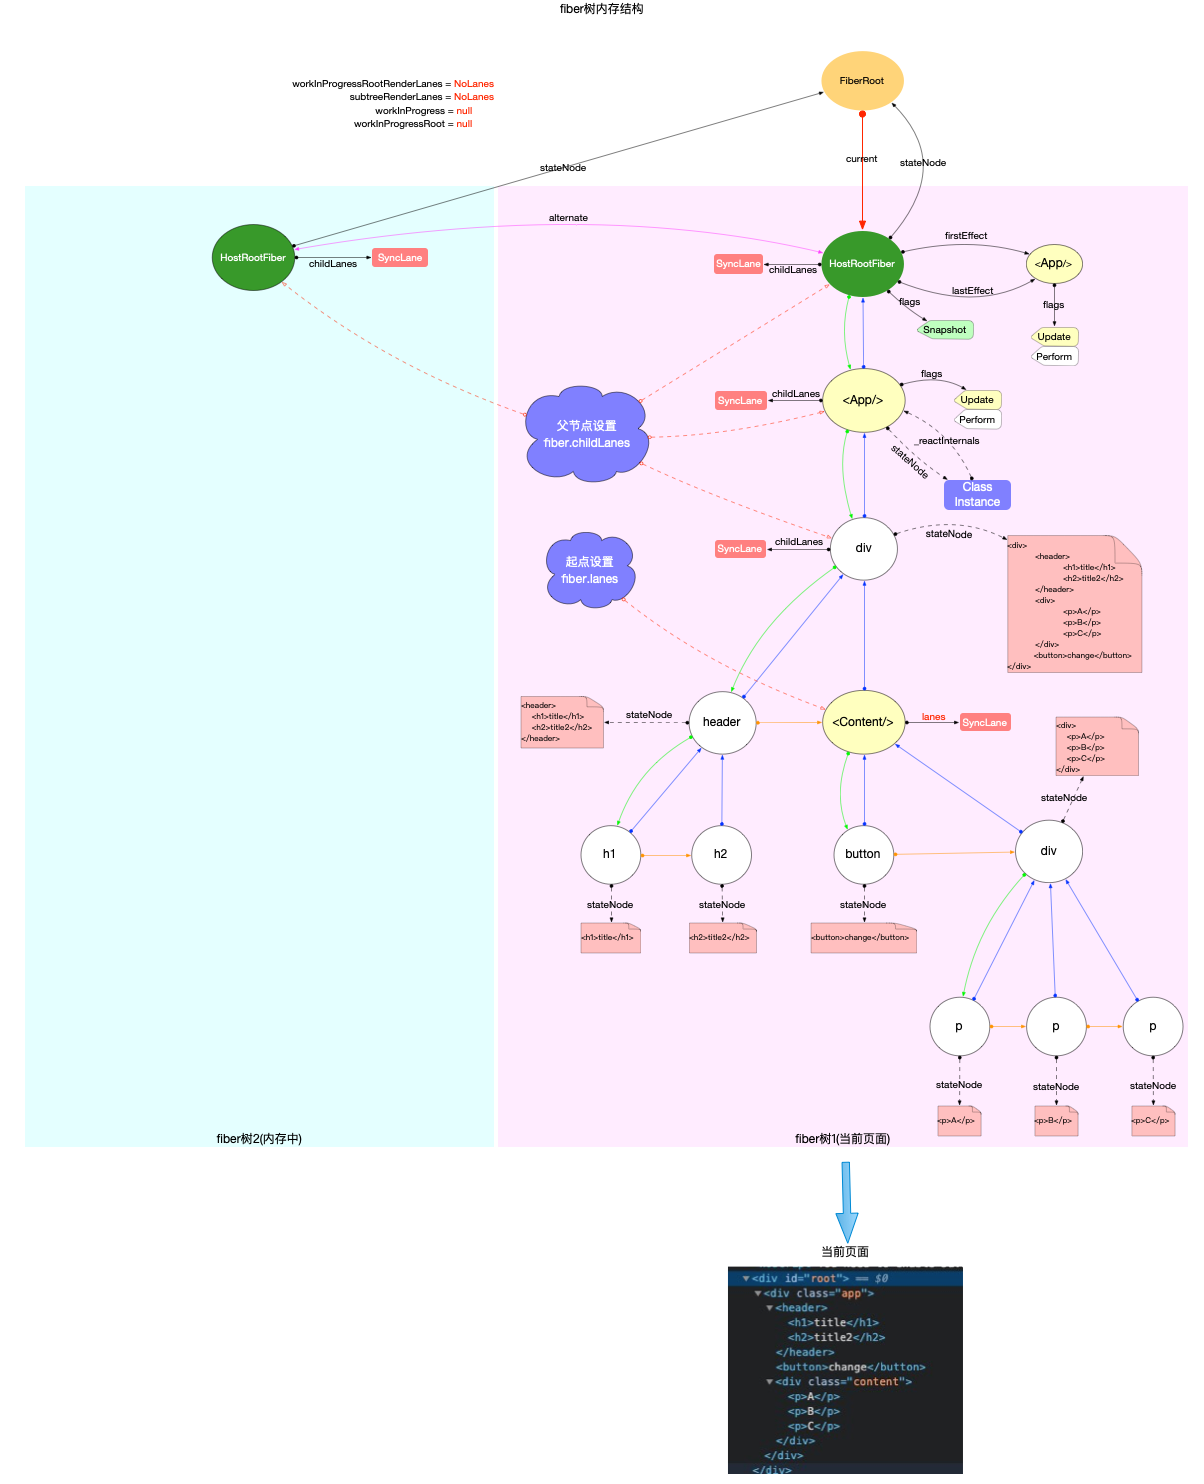 fiber树内存结构
FiberRoot
workInProgressRootRenderLanes = NoLanes
subtreeRenderLanes = NoLanes
workInProgress = null
workInProgressRoot = null
stateNode
current
stateNode
alternate
HostRootFiber
childLanes
SyncLane
SyncLane
childLanes
HostRootFiber
firstEffect
lastEffect
<App/>
flags
Snapshot
flags
Update
Perform
父节点设置
fiber.childLanes
SyncLane
childLanes
<App/>
flags
Update
Perform
_reactInternals
stateNode
Class
Instance
起点设置
fiber.lanes
SyncLane
childLanes
div
stateNode
<div>
<header>
<h1>title</h1>
<h2>title2</h2>
</header>
<div>
<p>A</p>
<p>B</p>
<p>C</p>
</div>
<button>change</button>
</div>
<header>
<h1>title</h1>
<h2>title2</h2>
</header>
stateNode
header
<Content/>
lanes
SyncLane
<div>
<p>A</p>
<p>B</p>
<p>C</p>
</div>
stateNode
h1
h2
button
div
stateNode
stateNode
stateNode
<h1>title</h1>
<h2>title2</h2>
<button>change</button>
p
p
p
stateNode
stateNode
stateNode
<p>A</p>
<p>B</p>
<p>C</p>
fiber树2(内存中)
fiber树1(当前页面)
当前页面
<div id="root"> == $0
<div class="app">
<header>
<h1>title</h1>
<h2>title2</h2>
</header>
<button>change</button>
<div class="content">
<p>A</p>
<p>B</p>
<p>C</p>
</div>
</div>
</div>